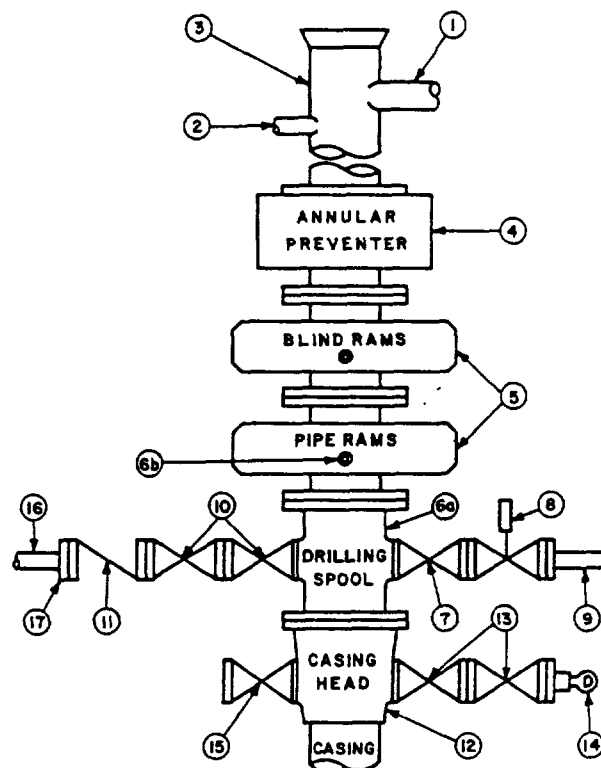 1
3
2
ANNULAR
PREVENTER
4
BLIND RAMS
5
PIPE RAMS
6b
16
10
6a
8
DRILLING
SPOOL
17
11
7
9
13
CASING
HEAD
15
12
14
CASING